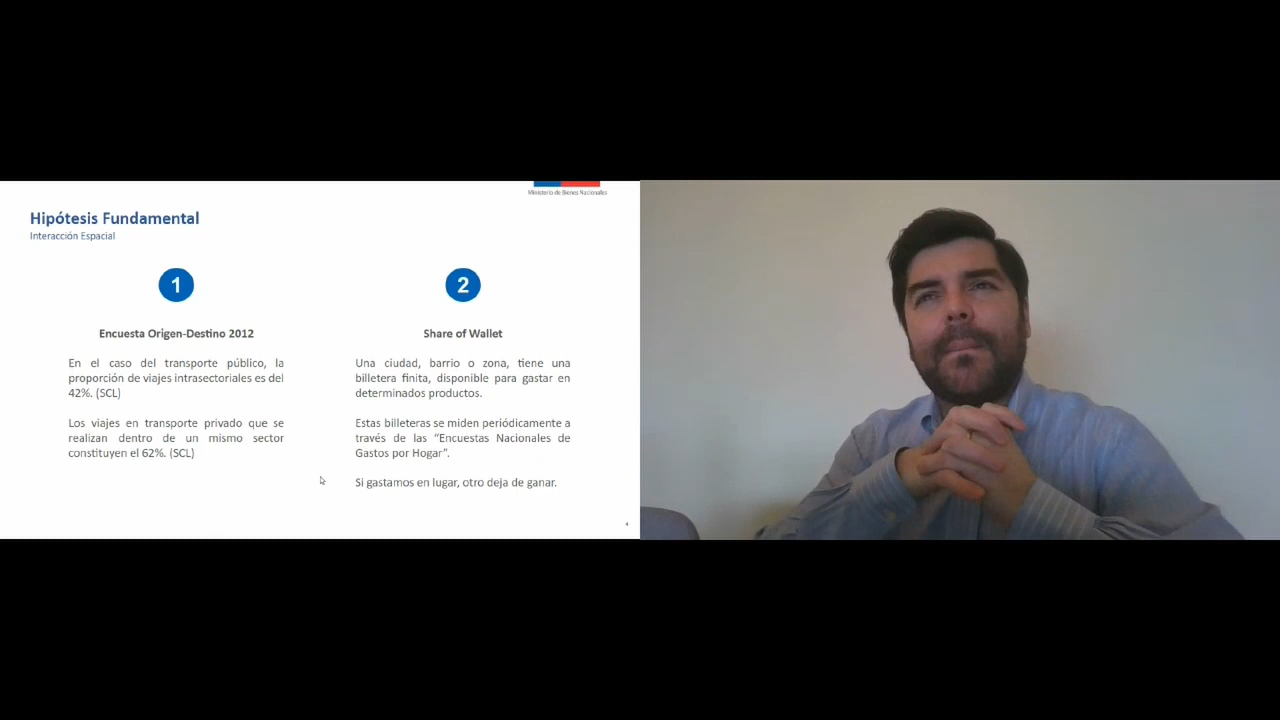 Ministerio de Bienes Nacionales
Hipótesis Fundamental
Interacción Espacial
1
Encuesta Origen-Destino 2012
En el caso del transporte público, la
proporción de viajes intrasectoriales es del
42%. (SCL)
Los viajes en transporte privado que se
realizan dentro de un mismo sector
constituyen el 62%. (SCL)
2
Share of Wallet
Una ciudad, barrio o zona, tiene una
billetera finita, disponible para gastar en
determinados productos.
Estas billeteras se miden periódicamente a
través de las “Encuestas Nacionales de
Gastos por Hogar”.
Si gastamos en lugar, otro deja de ganar.
4